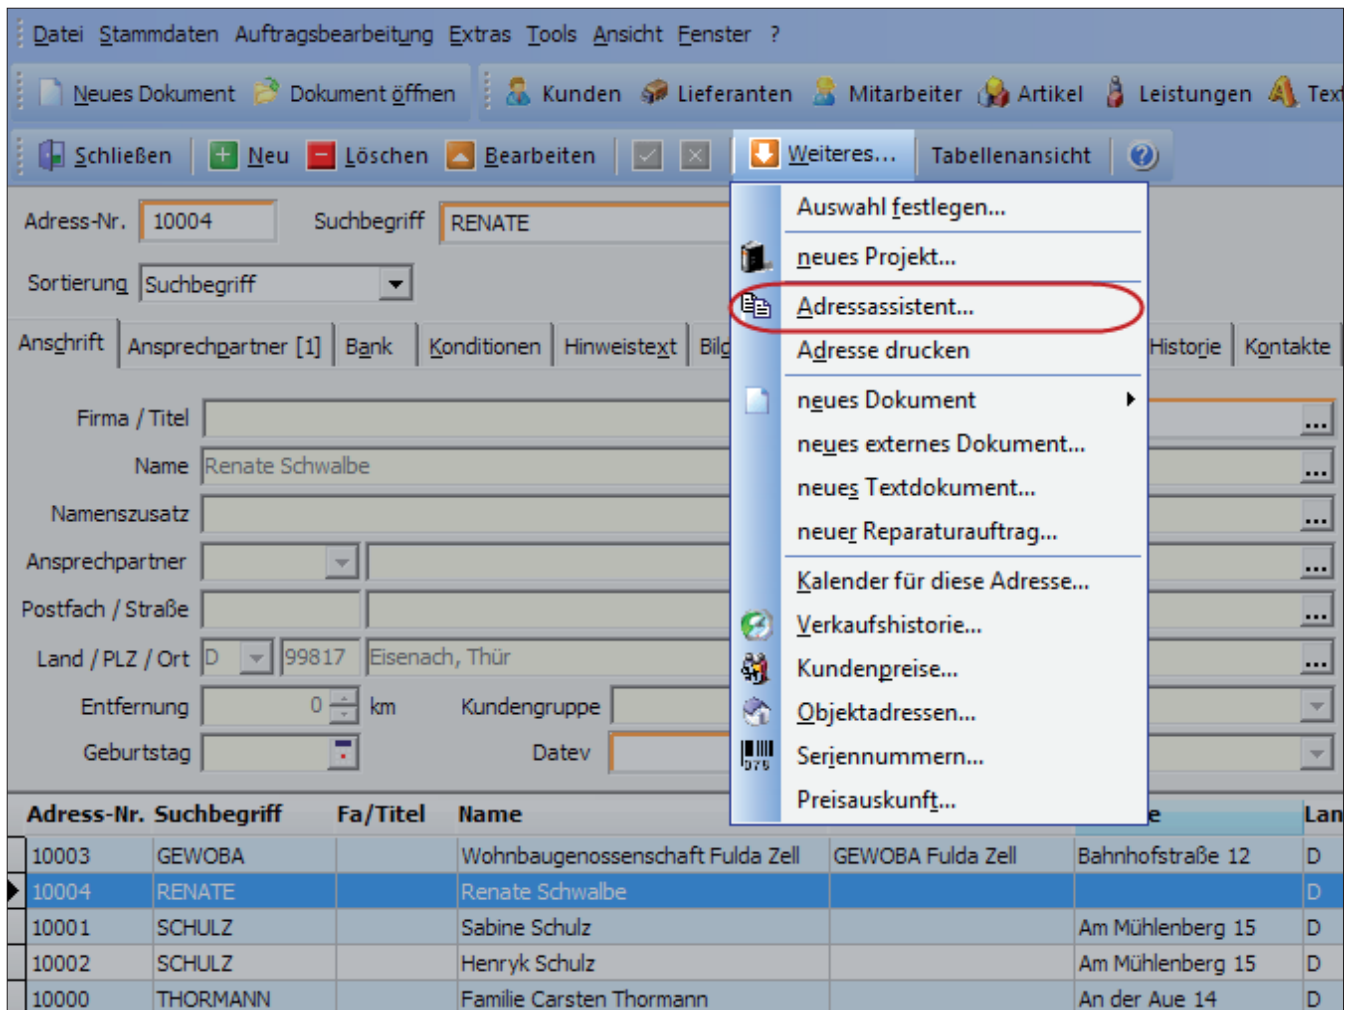 Datei Stammdaten Auftragsbearbeitung Extras Tools Ansicht Fenster ?
Neues Dokument Dokument öffnen Kunden Lieferanten Mitarbeiter Artikel Leistungen Text
Schließen Neu Löschen Bearbeiten Weiteres... Tabellenansicht ?
Adress-Nr. 10004 Suchbegriff RENATE
Sortierung Suchbegriff
Anschrift Ansprechpartner [1] Bank Konditionen Hinweistext Bild Historie Kontakte
Auswahl festlegen...
neues Projekt...
Adressassistent...
Adresse drucken
neues Dokument
neues externes Dokument...
neues Textdokument...
neuer Reparaturauftrag...
Kalender für diese Adresse...
Verkaufshistorie...
Kundenpreise...
Objektadressen...
Seriennummern...
Preisauskunft...
Firma / Titel ...
Name Renate Schwalbe ...
Namenszusatz ...
Ansprechpartner ...
Postfach / Straße ...
Land / PLZ / Ort D 99817 Eisenach, Thür ...
Entfernung 0 km Kundengruppe
Geburtstag Datev
Adress-Nr. Suchbegriff Fa/Titel Name e Lan
10003 GEWOBA Wohnbaugenossenschaft Fulda Zell GEWOBA Fulda Zell Bahnhofstraße 12 D
10004 RENATE Renate Schwalbe D
10001 SCHULZ Sabine Schulz Am Mühlenberg 15 D
10002 SCHULZ Henryk Schulz Am Mühlenberg 15 D
10000 THORMANN Familie Carsten Thormann An der Aue 14 D